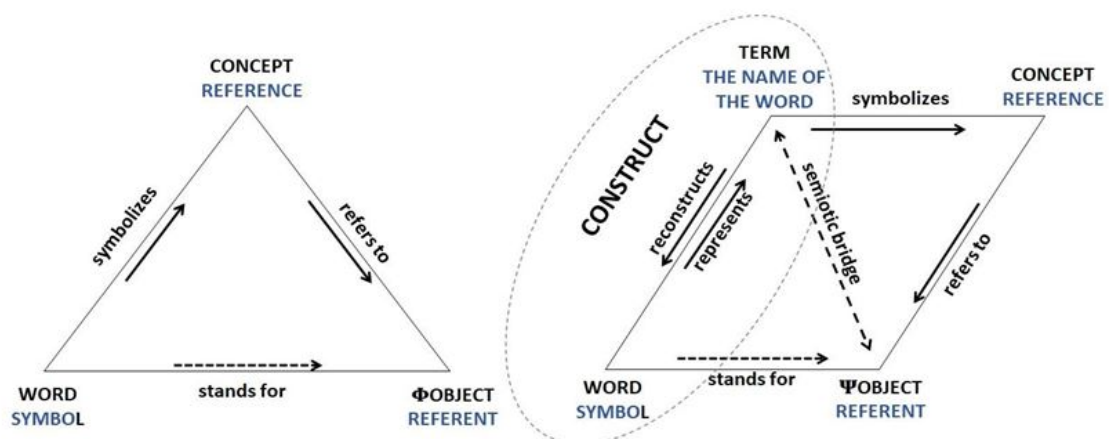 CONCEPT
REFERENCE
symbolizes
refers to
WORD
SYMBOL
stands for
ΦOBJECT
REFERENT
TERM
THE NAME OF
THE WORD
symbolizes
CONCEPT
REFERENCE
CONSTRUCT
reconstructs
represents
semiotic bridge
refers to
WORD
SYMBOL
stands for
ΨOBJECT
REFERENT